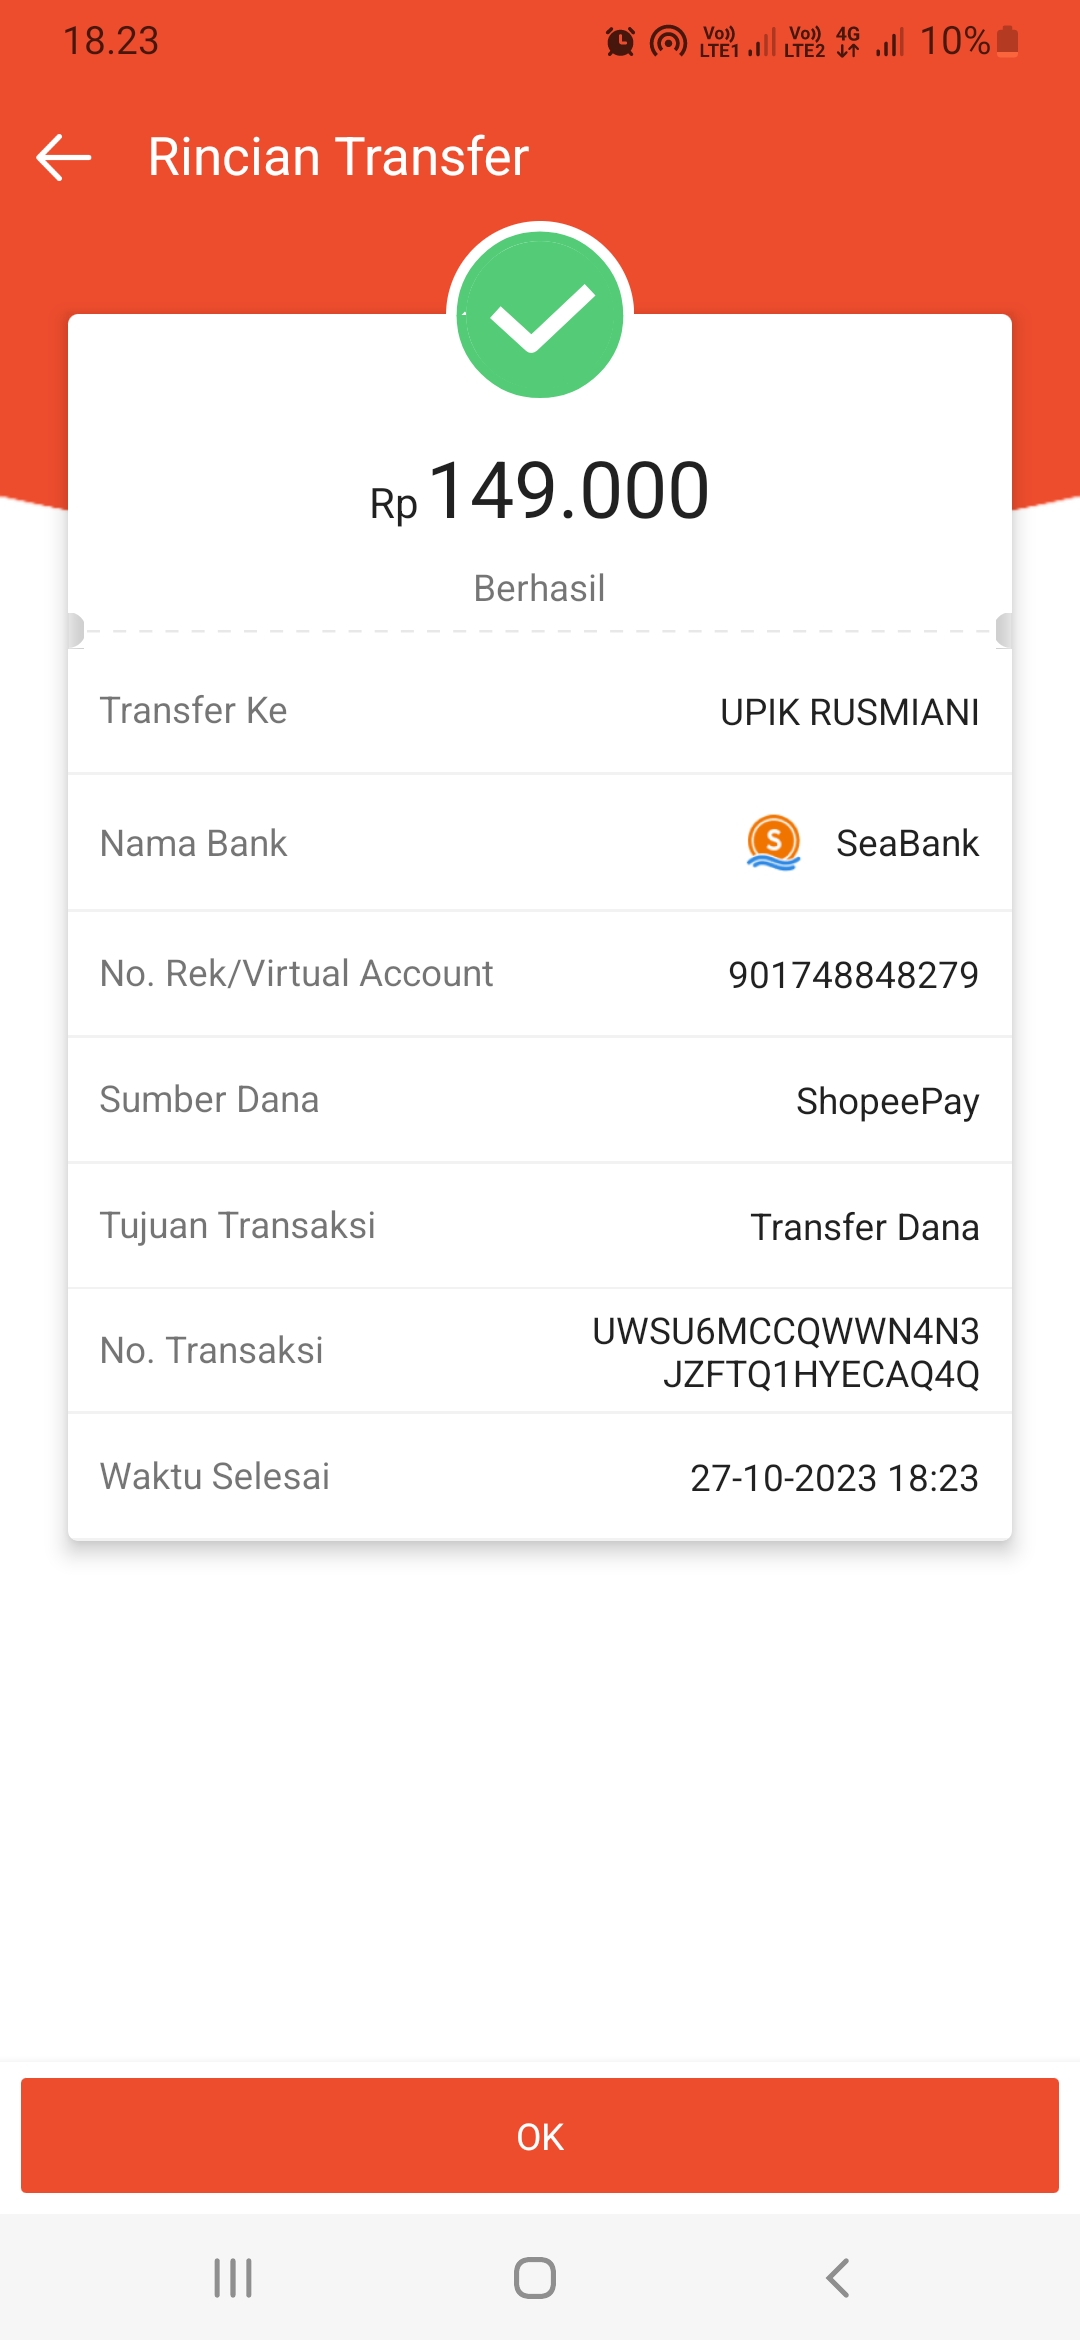 18.23
Vo)) LTE1 Vo)) LTE2 4G 10%
Rincian Transfer
Rp 149.000
Berhasil
Transfer Ke UPIK RUSMIANI
Nama Bank S SeaBank
No. Rek/Virtual Account 901748848279
Sumber Dana ShopeePay
Tujuan Transaksi Transfer Dana
No. Transaksi UWSU6MCCQWWN4N3
JZFTQ1HYECAQ4Q
Waktu Selesai 27-10-2023 18:23
OK